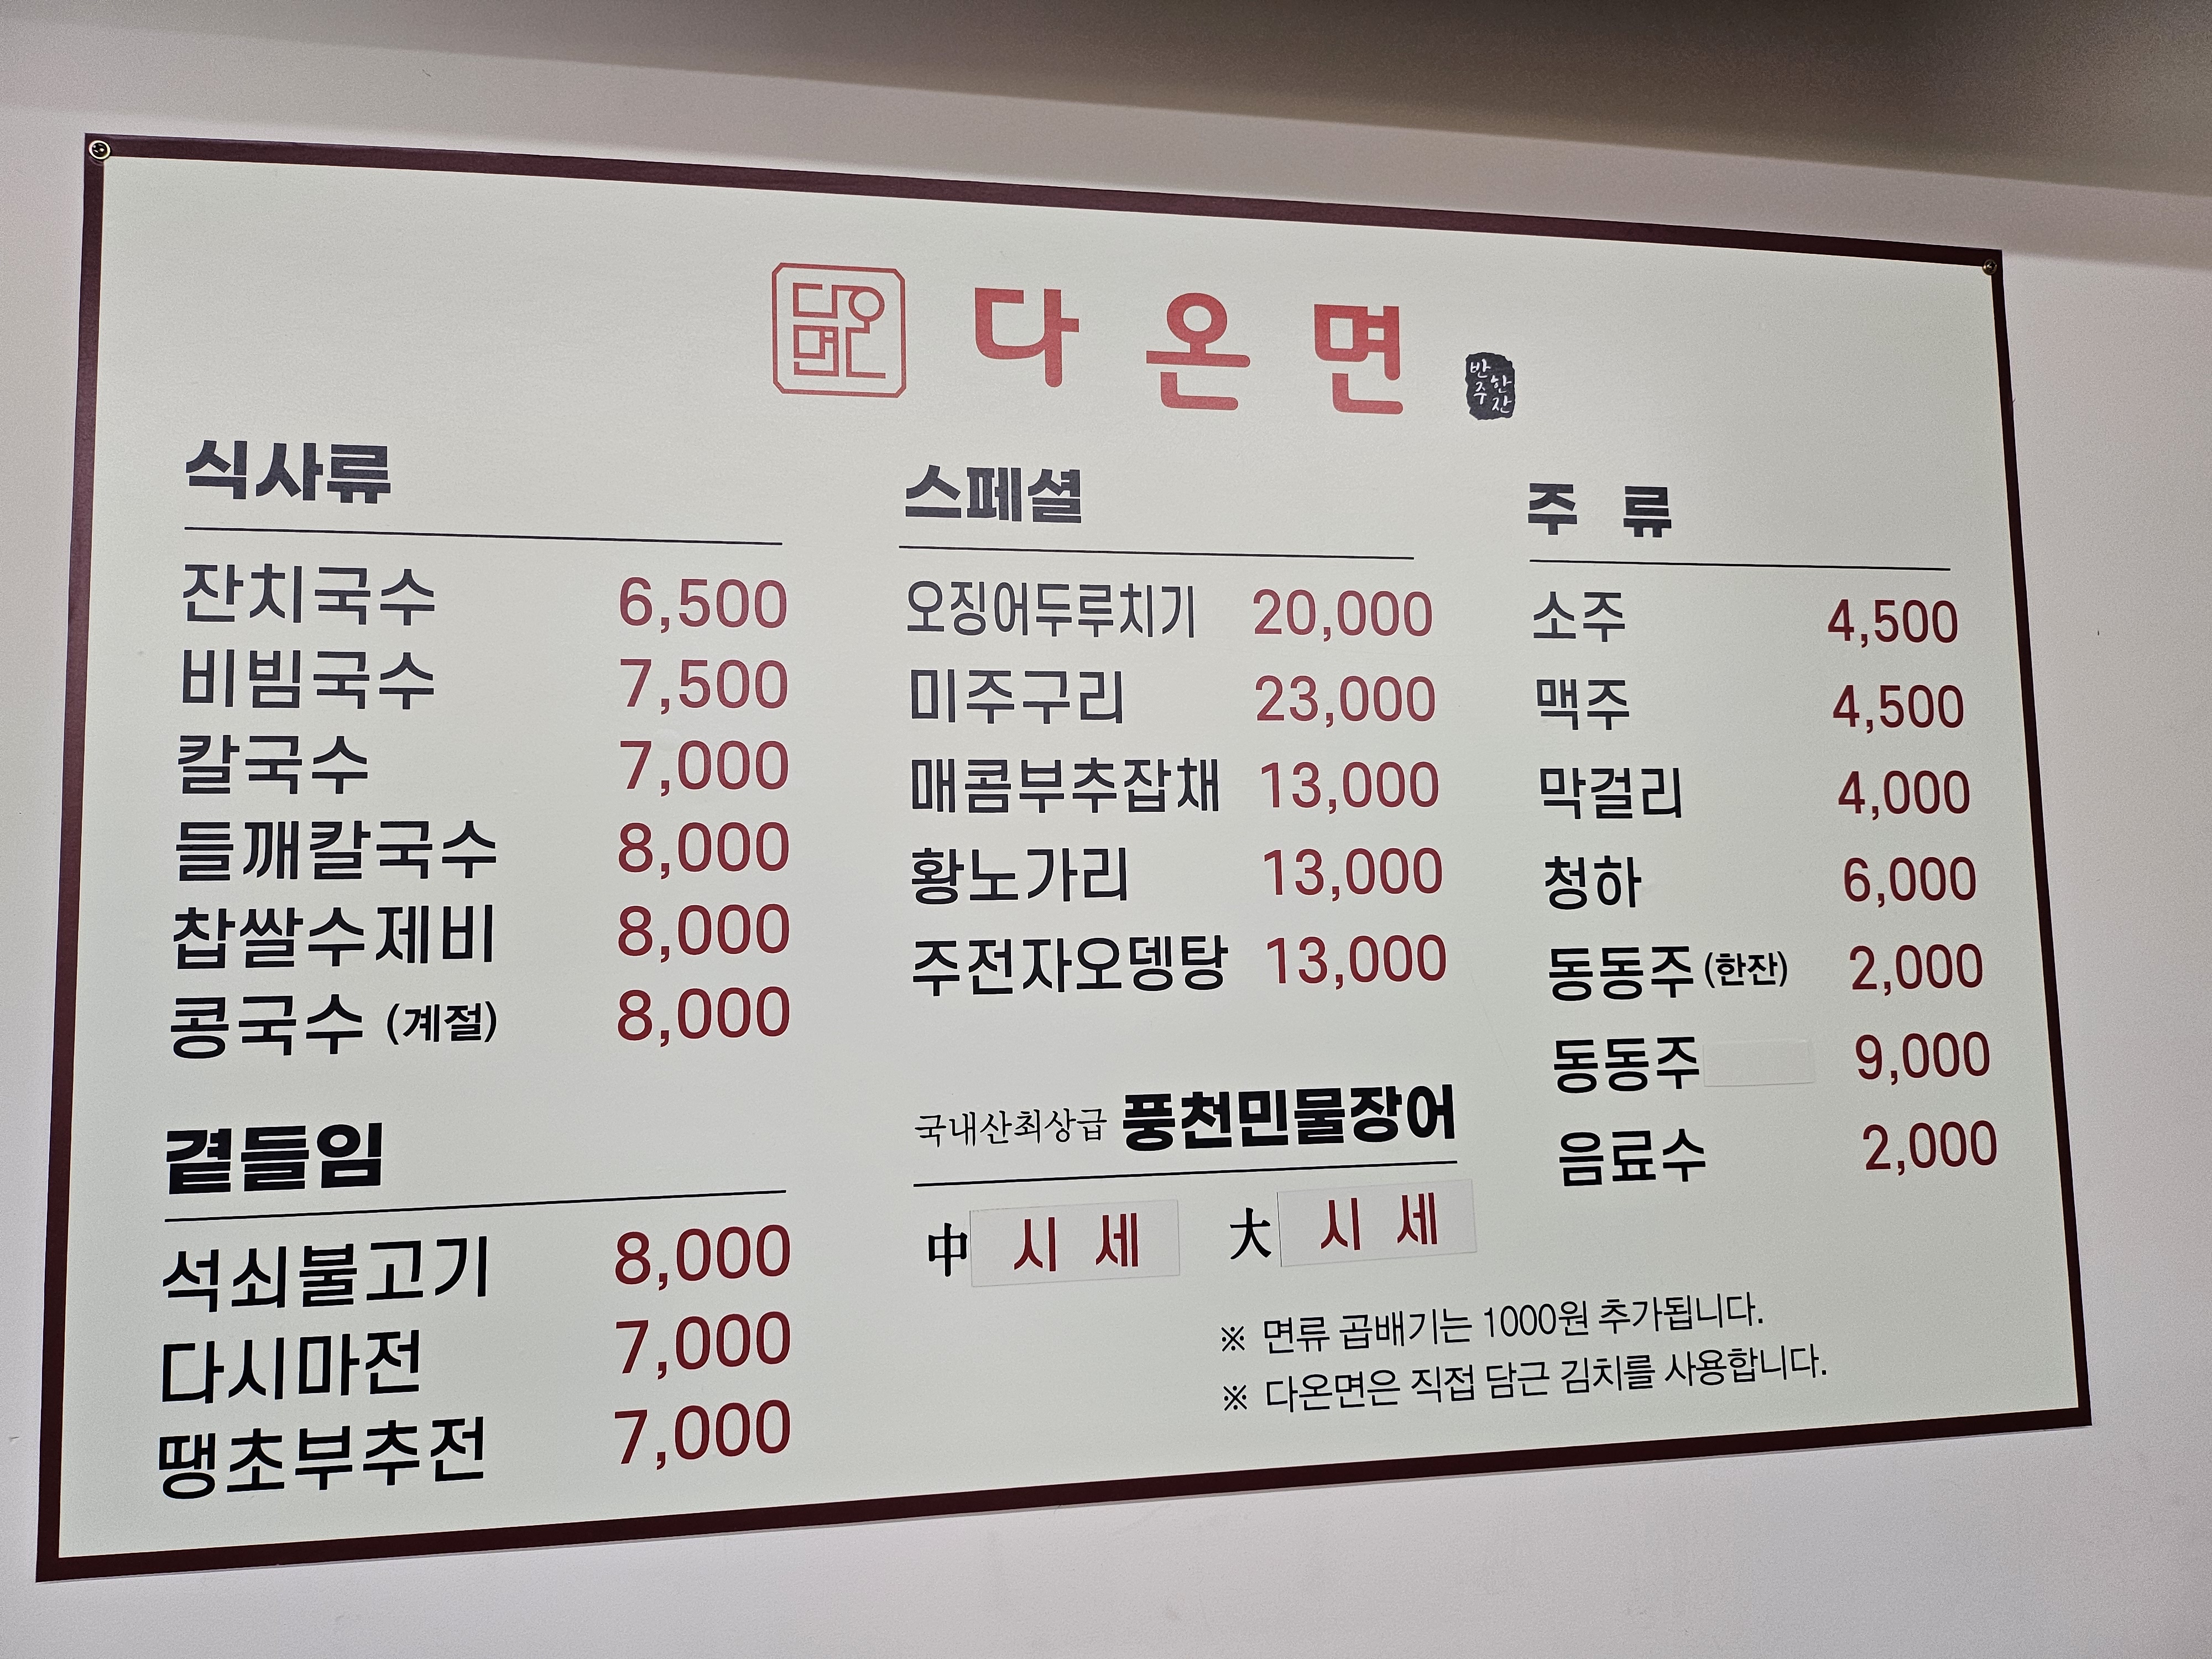 다온면
다온면
반주 한잔
식사류
잔치국수 6,500
비빔국수 7,500
칼국수 7,000
들깨칼국수 8,000
찹쌀수제비 8,000
콩국수 (계절) 8,000
곁들임
석쇠불고기 8,000
다시마전 7,000
땡초부추전 7,000
스페셜
오징어두루치기 20,000
미주구리 23,000
매콤부추잡채 13,000
황노가리 13,000
주전자오뎅탕 13,000
국내산최상급 풍천민물장어
中 시 세 大 시 세
주 류
소주 4,500
맥주 4,500
막걸리 4,000
청하 6,000
동동주 (한잔) 2,000
동동주 9,000
음료수 2,000
※ 면류 곱배기는 1000원 추가됩니다.
※ 다온면은 직접 담근 김치를 사용합니다.